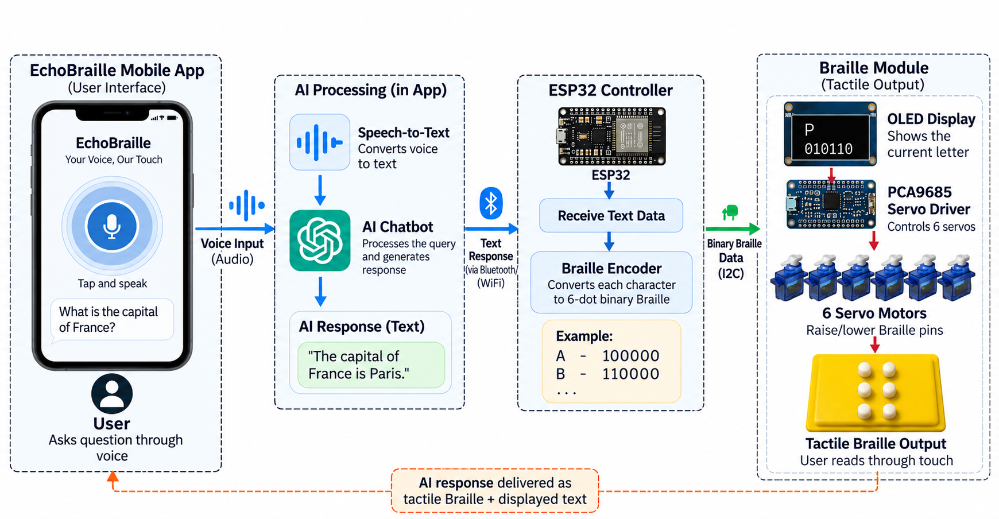 EchoBraille Mobile App
(User Interface)
EchoBraille
Your Voice, Our Touch
Tap and speak
What is the capital
of France?
User
Asks question through
voice
Voice Input
(Audio)
AI Processing (in App)
Speech-to-Text
Converts voice
to text
AI Chatbot
Processes the query
and generates
response
AI Response (Text)
"The capital of
France is Paris."
Text
Response
(via Bluetooth/
(WiFi)
ESP32 Controller
ESP32
Receive Text Data
Braille Encoder
Converts each character
to 6-dot binary Braille
Example:
A - 100000
B - 110000
...
Binary Braille
Data
(I2C)
Braille Module
(Tactile Output)
P
010110
OLED Display
Shows the
current letter
PCA9685
Servo Driver
Controls 6 servos
6 Servo Motors
Raise/lower Braille pins
Tactile Braille Output
User reads through touch
AI response delivered as
tactile Braille + displayed text